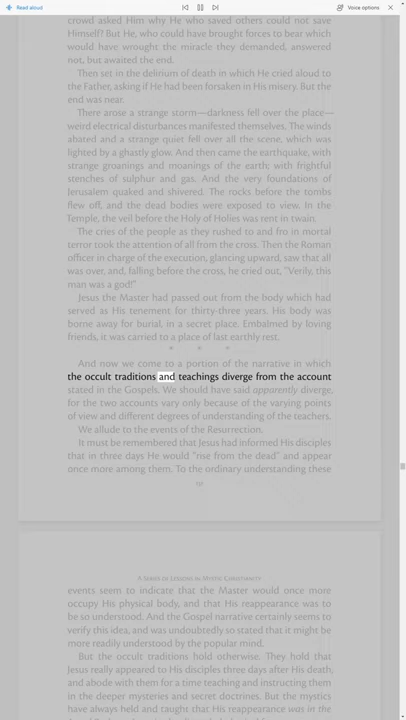 Read aloud
Voice options
crowd asked Him why He who saved others could not save
Himself? But He, who could have brought forces to bear which
would have wrought the miracle they demanded, answered
not, but awaited the end.
Then set in the delirium of death in which He cried aloud to
the Father, asking if He had been forsaken in His misery. But the
end was near.
There arose a strange storm—darkness fell over the place—
weird electrical disturbances manifested themselves. The winds
abated and a strange quiet fell over all the scene, which was
lighted by a ghastly glow. And then came the earthquake, with
strange groanings and moanings of the earth; with frightful
stenches of sulphur and gas. And the very foundations of
Jerusalem quaked and shivered. The rocks before the tombs
flew off, and the dead bodies were exposed to view. In the
Temple, the veil before the Holy of Holies was rent in twain.
The cries of the people as they rushed to and fro in mortal
terror took the attention of all from the cross. Then the Roman
officer in charge of the execution, glancing upward, saw that all
was over, and, falling before the cross, he cried out, "Verily, this
man was a god!"
Jesus the Master had passed out from the body which had
served as His tenement for thirty-three years. His body was
borne away for burial, in a secret place. Embalmed by loving
friends, it was carried to a place of last earthly rest.
* * *
And now we come to a portion of the narrative in which
the occult traditions and teachings diverge from the account
stated in the Gospels. We should have said apparently diverge,
for the two accounts vary only because of the varying points
of view and different degrees of understanding of the teachers.
We allude to the events of the Resurrection.
It must be remembered that Jesus had informed His disciples
that in three days He would "rise from the dead" and appear
once more among them. To the ordinary understanding these
A Series of Lessons in Mystic Christianity
events seem to indicate that the Master would once more
occupy His physical body, and that His reappearance was to
be so understood. And the Gospel narrative certainly seems to
verify this idea, and was undoubtedly so stated that it might be
more readily understood by the popular mind.
But the occult traditions hold otherwise. They hold that
Jesus really appeared to His disciples three days after His death,
and abode with them for a time teaching and instructing them
in the deeper mysteries and secret doctrines. But the mystics
have always held and taught that His reappearance was in the